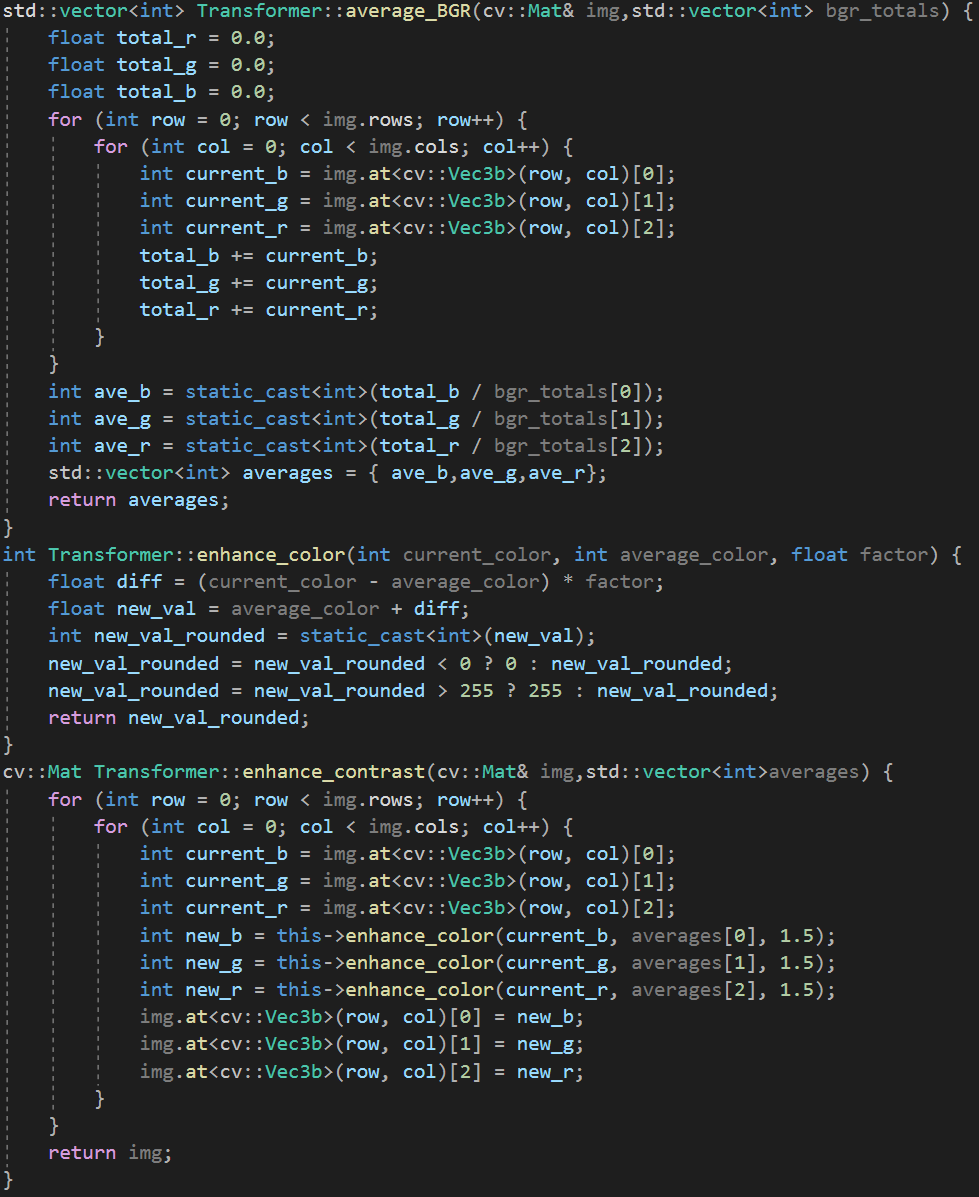 std::vector<int> Transformer::average_BGR(cv::Mat& img,std::vector<int> bgr_totals) {
    float total_r = 0.0;
    float total_g = 0.0;
    float total_b = 0.0;
    for (int row = 0; row < img.rows; row++) {
        for (int col = 0; col < img.cols; col++) {
            int current_b = img.at<cv::Vec3b>(row, col)[0];
            int current_g = img.at<cv::Vec3b>(row, col)[1];
            int current_r = img.at<cv::Vec3b>(row, col)[2];
            total_b += current_b;
            total_g += current_g;
            total_r += current_r;
        }
    }
    int ave_b = static_cast<int>(total_b / bgr_totals[0]);
    int ave_g = static_cast<int>(total_g / bgr_totals[1]);
    int ave_r = static_cast<int>(total_r / bgr_totals[2]);
    std::vector<int> averages = { ave_b,ave_g,ave_r};
    return averages;
}
int Transformer::enhance_color(int current_color, int average_color, float factor) {
    float diff = (current_color - average_color) * factor;
    float new_val = average_color + diff;
    int new_val_rounded = static_cast<int>(new_val);
    new_val_rounded = new_val_rounded < 0 ? 0 : new_val_rounded;
    new_val_rounded = new_val_rounded > 255 ? 255 : new_val_rounded;
    return new_val_rounded;
}
cv::Mat Transformer::enhance_contrast(cv::Mat& img,std::vector<int>averages) {
    for (int row = 0; row < img.rows; row++) {
        for (int col = 0; col < img.cols; col++) {
            int current_b = img.at<cv::Vec3b>(row, col)[0];
            int current_g = img.at<cv::Vec3b>(row, col)[1];
            int current_r = img.at<cv::Vec3b>(row, col)[2];
            int new_b = this->enhance_color(current_b, averages[0], 1.5);
            int new_g = this->enhance_color(current_g, averages[1], 1.5);
            int new_r = this->enhance_color(current_r, averages[2], 1.5);
            img.at<cv::Vec3b>(row, col)[0] = new_b;
            img.at<cv::Vec3b>(row, col)[1] = new_g;
            img.at<cv::Vec3b>(row, col)[2] = new_r;
        }
    }
    return img;
}